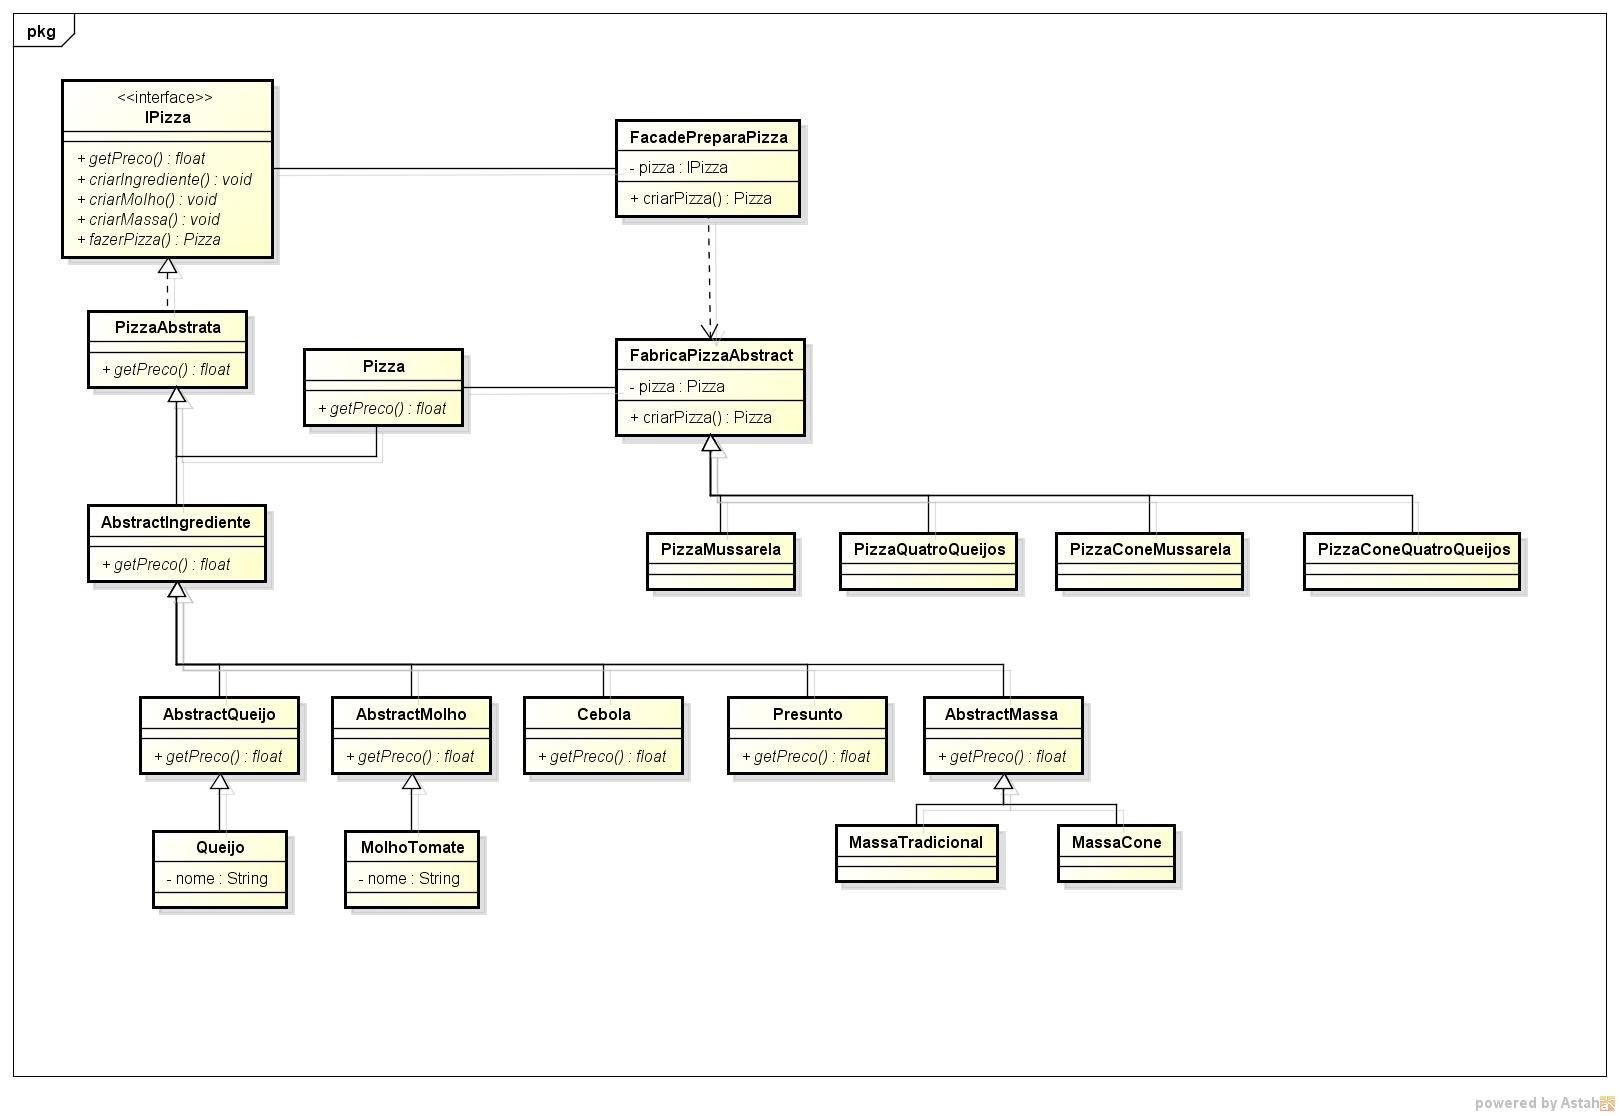 pkg
<<interface>>
IPizza
+ getPreco() : float
+ criarIngrediente() : void
+ criarMolho() : void
+ criarMassa() : void
+ fazerPizza() : Pizza
FacadePreparaPizza
- pizza : IPizza
+ criarPizza() : Pizza
PizzaAbstrata
+ getPreco() : float
Pizza
+ getPreco() : float
FabricaPizzaAbstract
- pizza : Pizza
+ criarPizza() : Pizza
AbstractIngrediente
+ getPreco() : float
PizzaMussarela
PizzaQuatroQueijos
PizzaConeMussarela
PizzaConeQuatroQueijos
AbstractQueijo
+ getPreco() : float
AbstractMolho
+ getPreco() : float
Cebola
+ getPreco() : float
Presunto
+ getPreco() : float
AbstractMassa
+ getPreco() : float
Queijo
- nome : String
MolhoTomate
- nome : String
MassaTradicional
MassaCone
powered by Astah